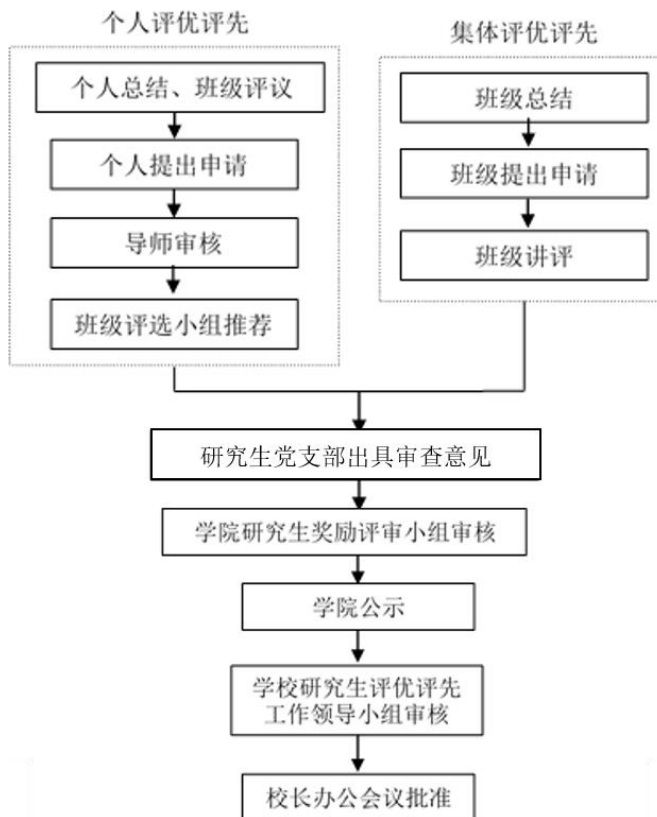 个人评优评先
个人总结、班级评议
个人提出申请
导师审核
班级评选小组推荐
集体评优评先
班级总结
班级提出申请
班级讲评
研究生党支部出具审查意见
学院研究生奖励评审小组审核
学院公示
学校研究生评优评先
工作领导小组审核
校长办公会议批准